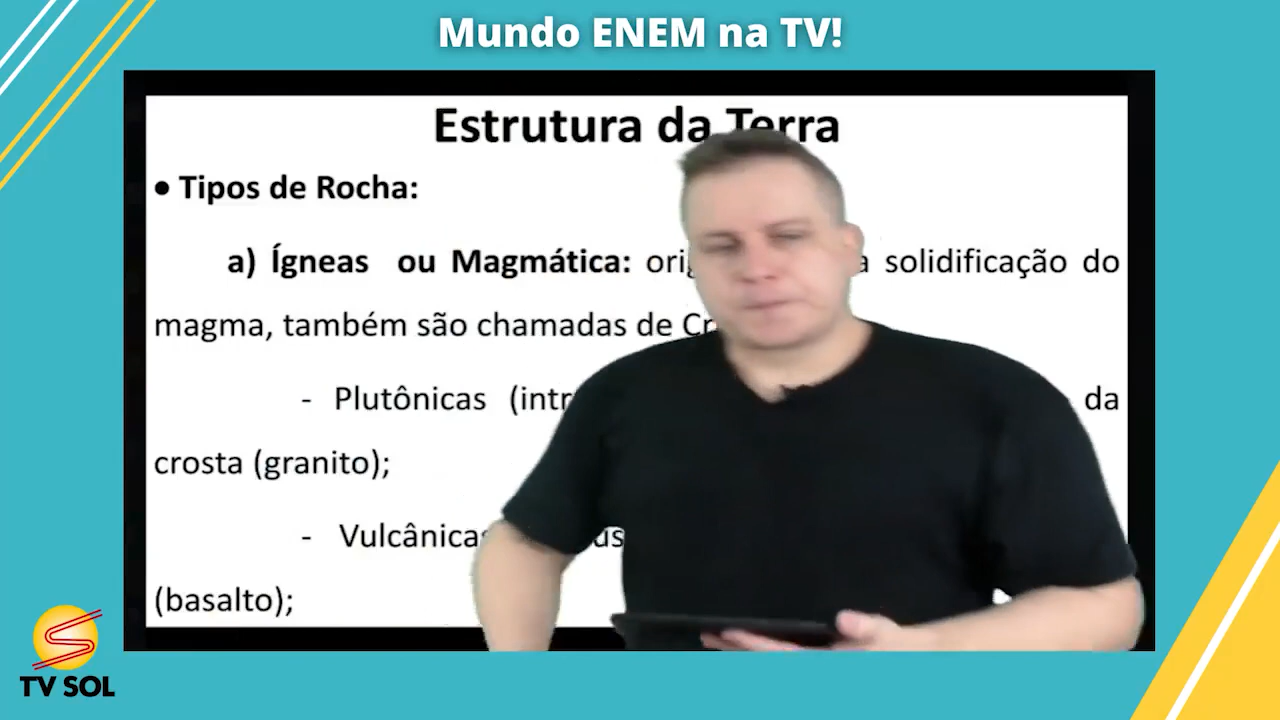 Mundo ENEM na TV!
Estrutura da Terra
• Tipos de Rocha:
a) Ígneas ou Magmática: solidificação do
magma, também são chamadas de
- Plutônicas da
crosta (granito);
- Vulcânicas
(basalto);
TV SOL